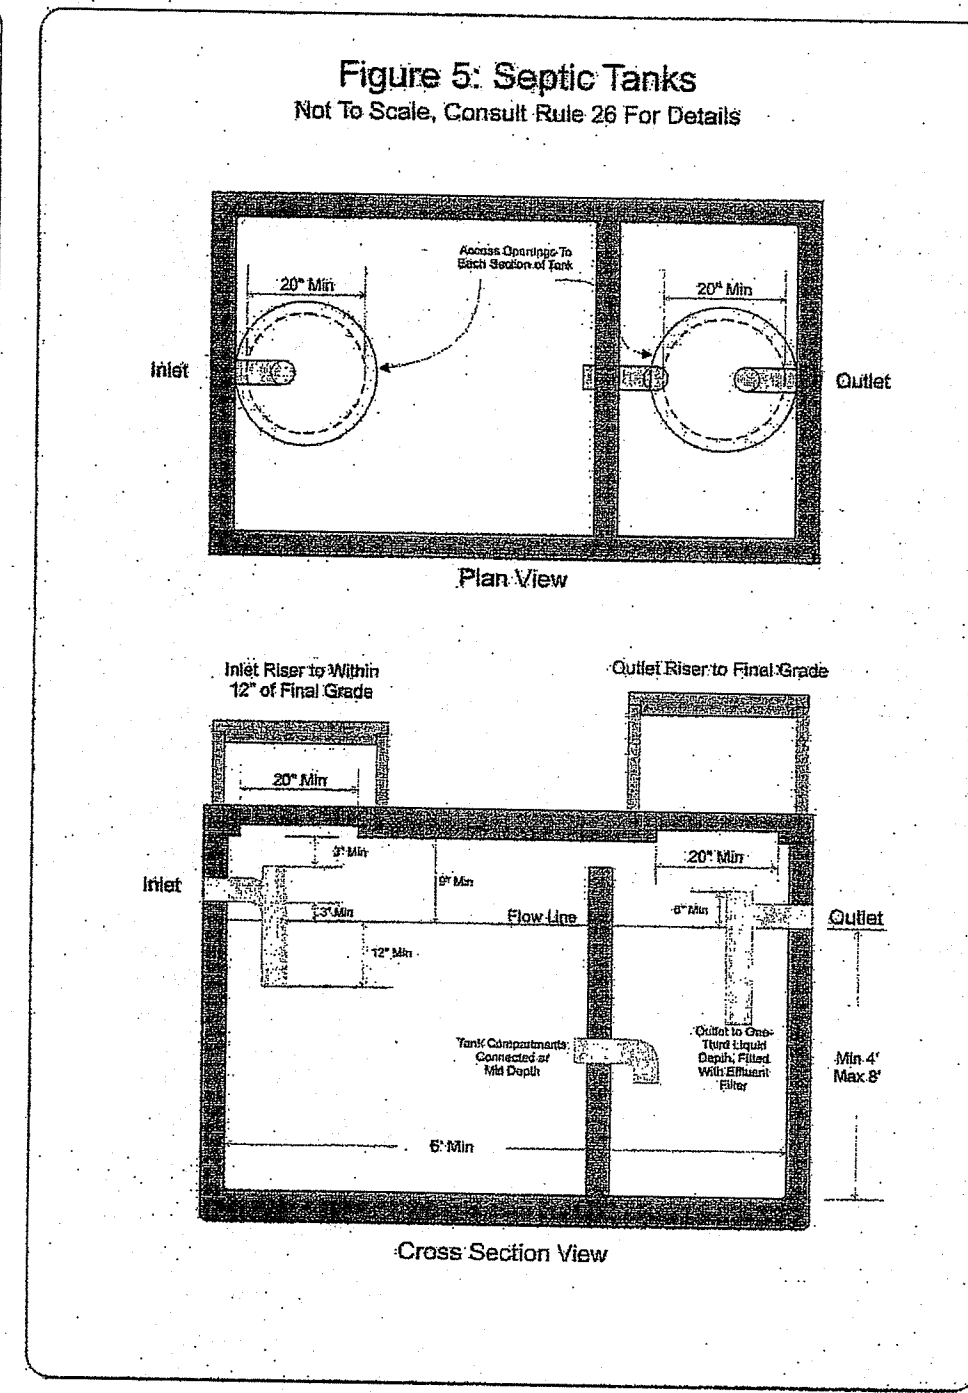 Figure 5: Septic Tanks
Not To Scale, Consult Rule 26 For Details
Access Openings To
Each Section of Tank
20" Min
20" Min
Inlet
Outlet
Plan View
Inlet Riser to Within
12" of Final Grade
Outlet Riser to Final Grade
20" Min
3" Min
9" Min
20" Min
Inlet
3" Min
Flow Line
6" Min
Outlet
12" Min
Tank Compartments
Connected at
Mid Depth
Outlet to One-
Third Liquid
Depth, Fitted
With Effluent
Filter
Min 4'
Max 8'
Min
Cross Section View